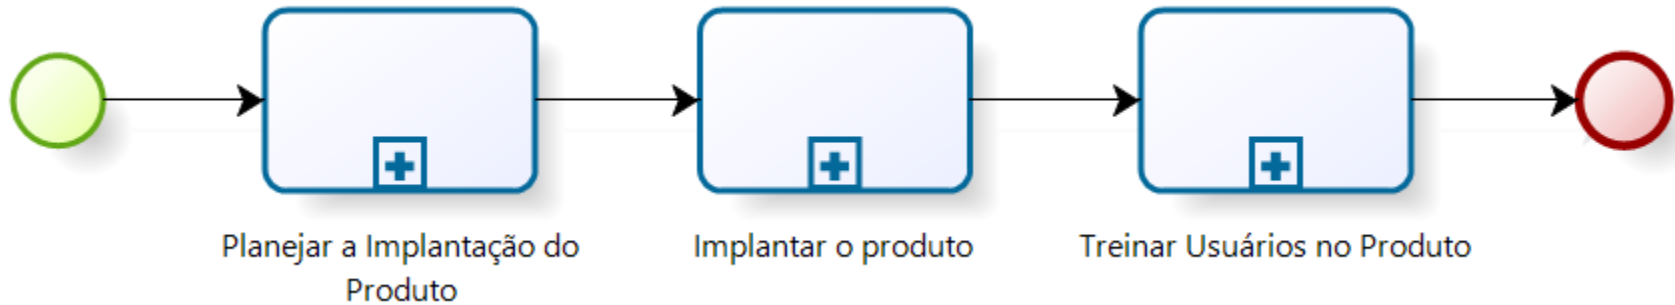 Planejar a Implantação do
Produto
Implantar o produto
Treinar Usuários no Produto